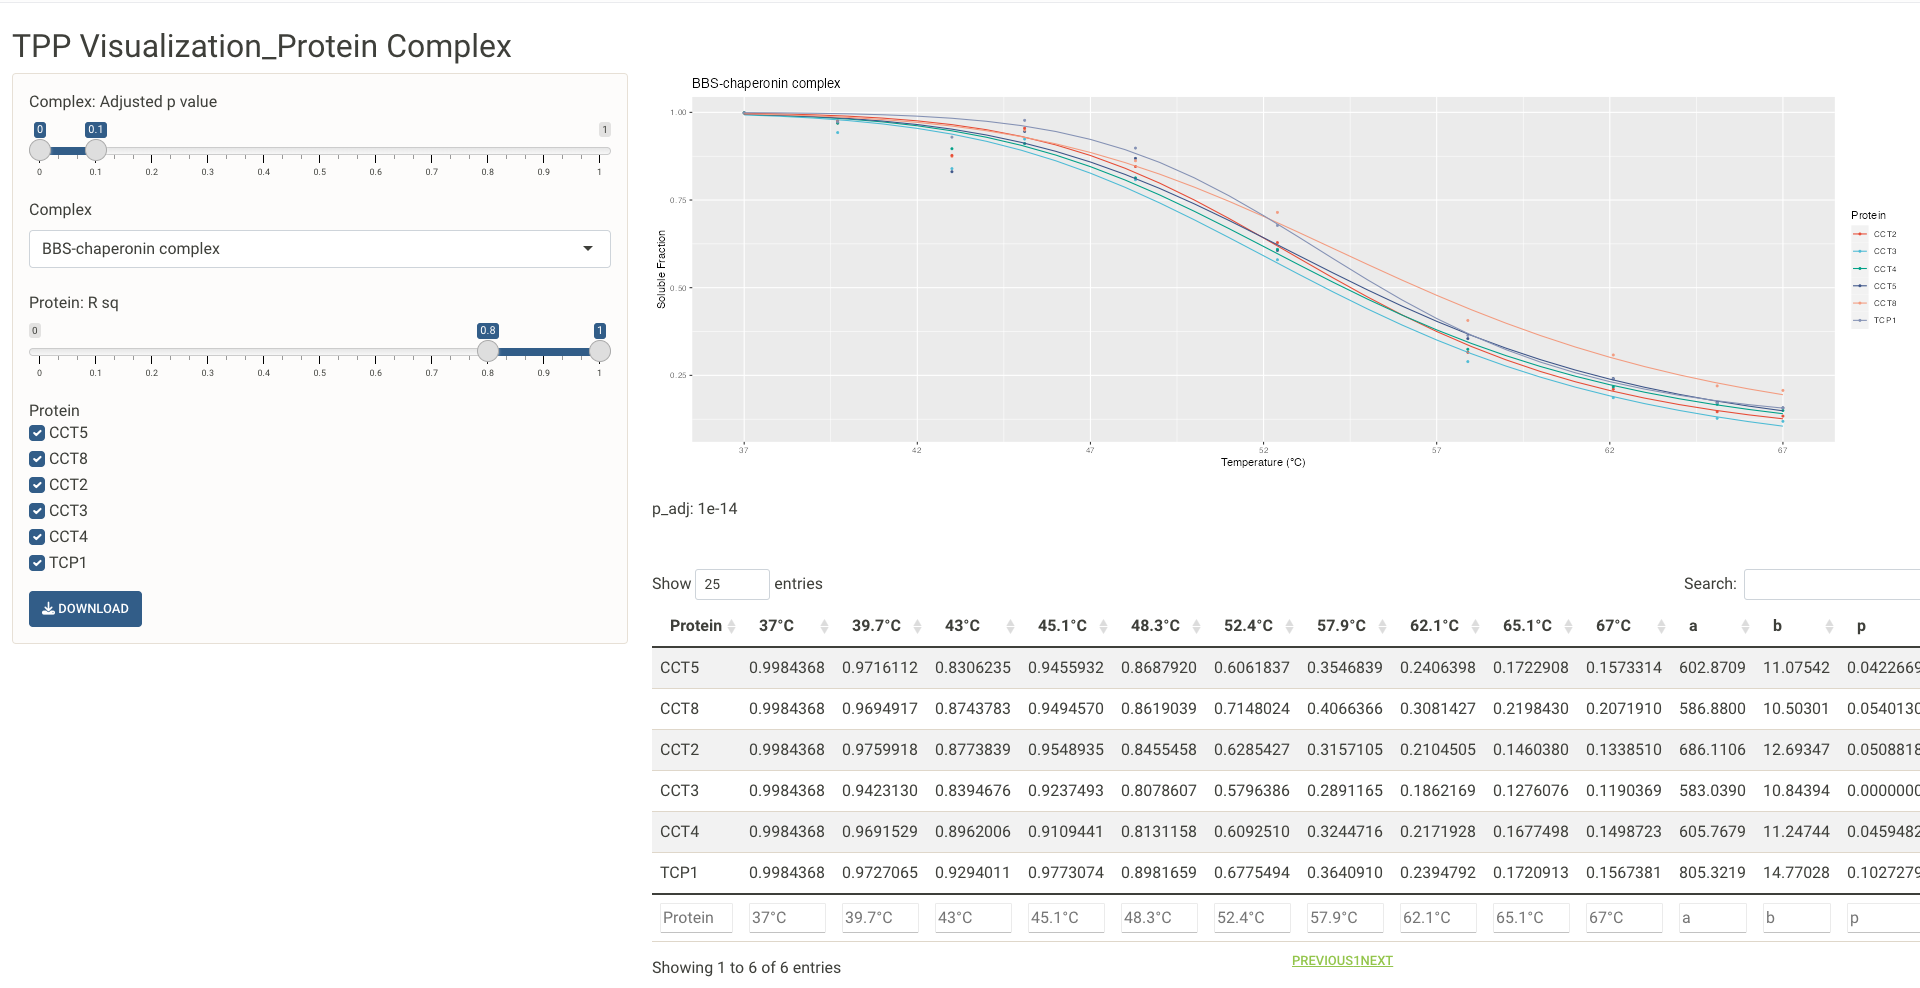 TPP Visualization_Protein Complex
Complex: Adjusted p value
0 0.1 1
0 0.1 0.2 0.3 0.4 0.5 0.6 0.7 0.8 0.9 1
Complex
BBS-chaperonin complex
Protein: R sq
0 0.8 1
0 0.1 0.2 0.3 0.4 0.5 0.6 0.7 0.8 0.9 1
Protein
CCT5
CCT8
CCT2
CCT3
CCT4
TCP1
DOWNLOAD
BBS-chaperonin complex
1.00
0.75
0.50
0.25
Soluble Fraction
37 42 47 52 57 62 67
Temperature (°C)
Protein
CCT2
CCT3
CCT4
CCT5
CCT8
TCP1
p_adj: 1e-14
Show 25 entries
Search:
Protein 37°C 39.7°C 43°C 45.1°C 48.3°C 52.4°C 57.9°C 62.1°C 65.1°C 67°C a b p
CCT5 0.9984368 0.9716112 0.8306235 0.9455932 0.8687920 0.6061837 0.3546839 0.2406398 0.1722908 0.1573314 602.8709 11.07542 0.0422669
CCT8 0.9984368 0.9694917 0.8743783 0.9494570 0.8619039 0.7148024 0.4066366 0.3081427 0.2198430 0.2071910 586.8800 10.50301 0.0540130
CCT2 0.9984368 0.9759918 0.8773839 0.9548935 0.8455458 0.6285427 0.3157105 0.2104505 0.1460380 0.1338510 686.1106 12.69347 0.0508818
CCT3 0.9984368 0.9423130 0.8394676 0.9237493 0.8078607 0.5796386 0.2891165 0.1862169 0.1276076 0.1190369 583.0390 10.84394 0.0000000
CCT4 0.9984368 0.9691529 0.8962006 0.9109441 0.8131158 0.6092510 0.3244716 0.2171928 0.1677498 0.1498723 605.7679 11.24744 0.0459482
TCP1 0.9984368 0.9727065 0.9294011 0.9773074 0.8981659 0.6775494 0.3640910 0.2394792 0.1720913 0.1567381 805.3219 14.77028 0.1027279
Protein 37°C 39.7°C 43°C 45.1°C 48.3°C 52.4°C 57.9°C 62.1°C 65.1°C 67°C a b p
Showing 1 to 6 of 6 entries
PREVIOUS1NEXT